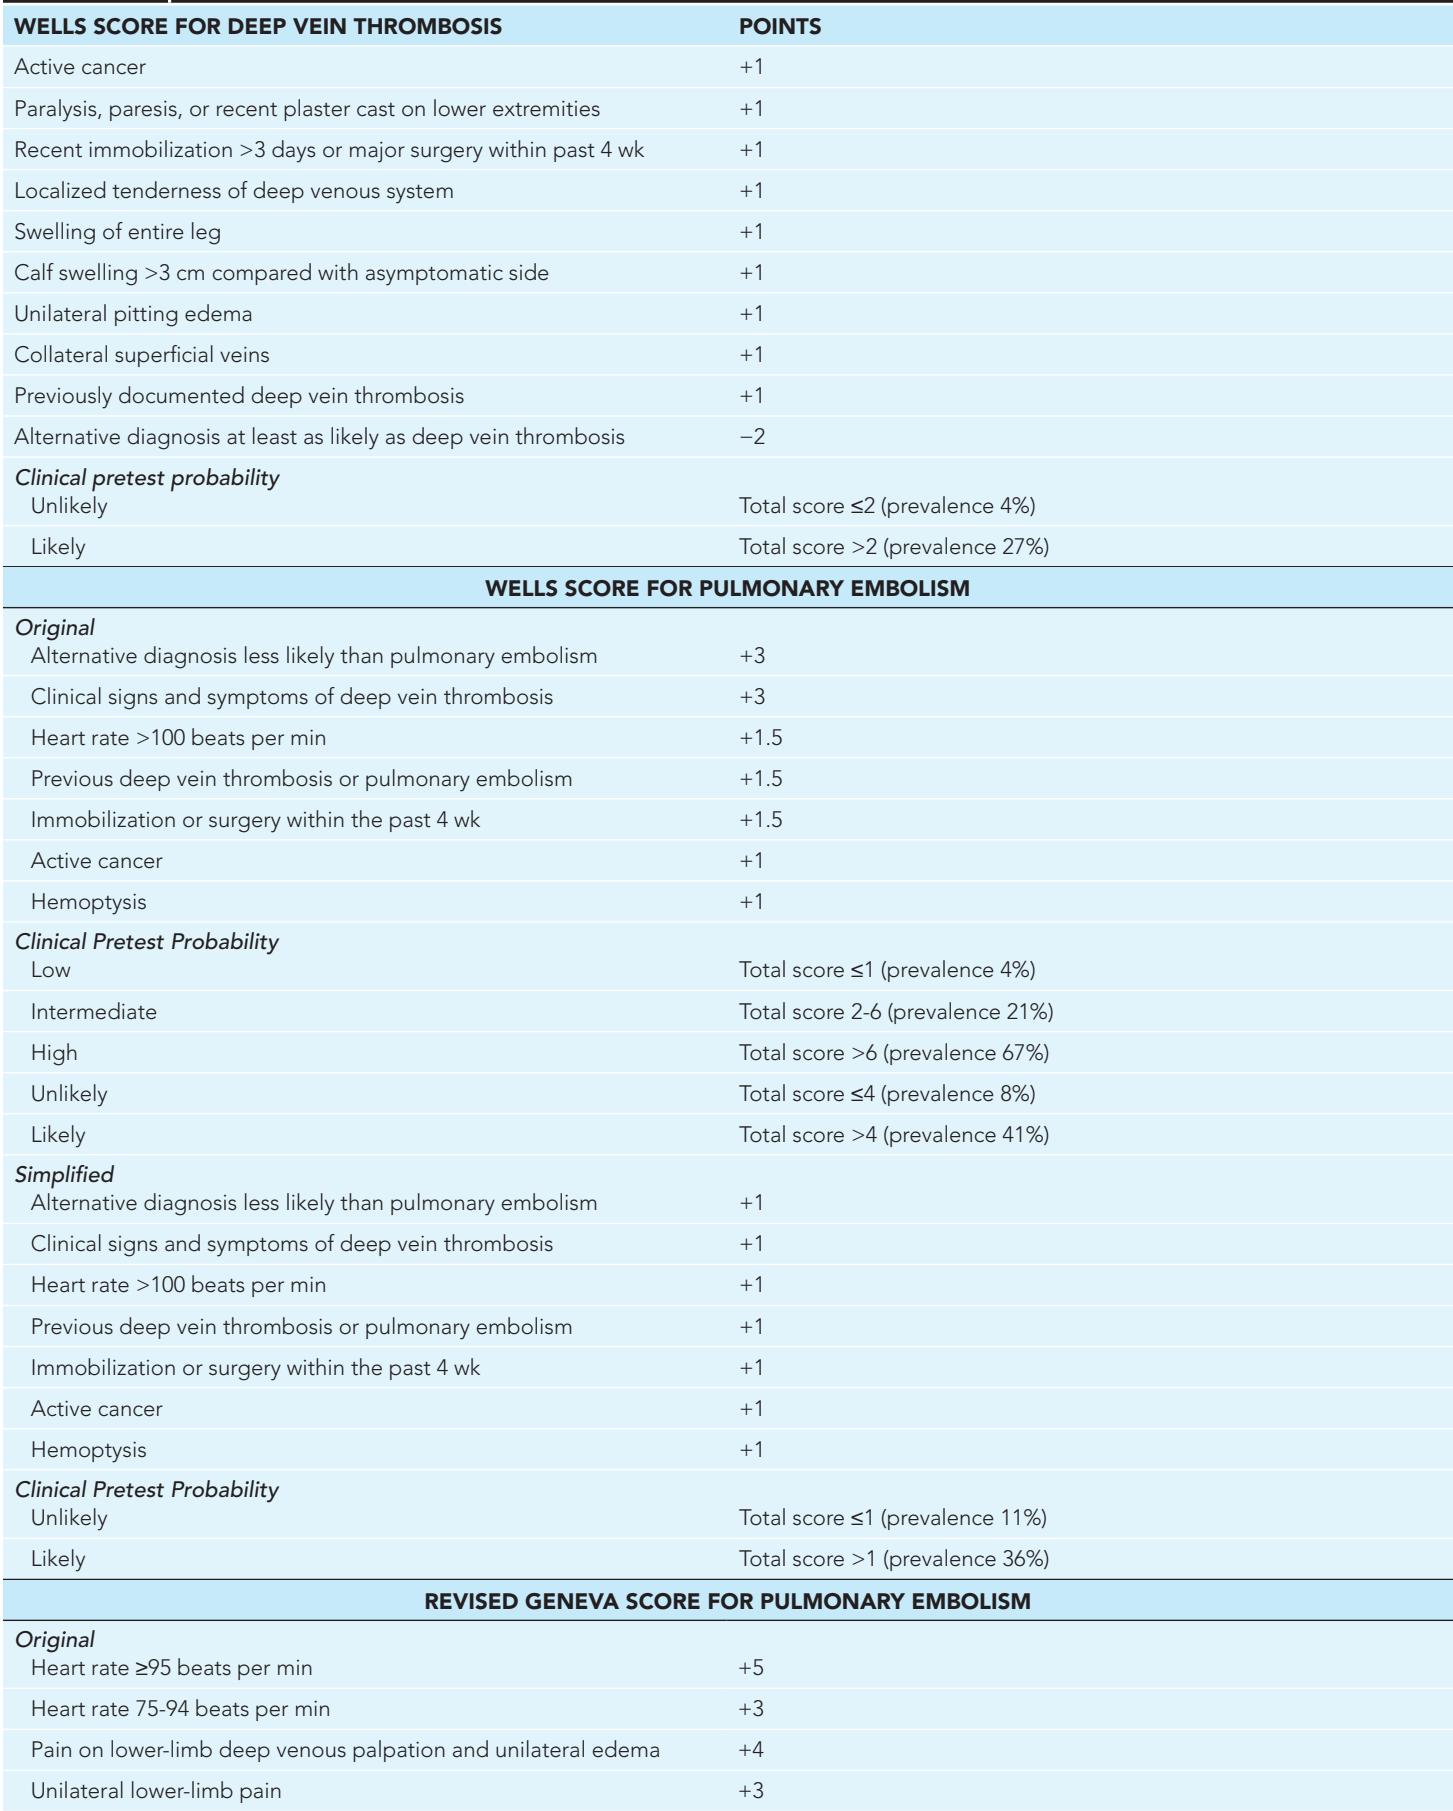 WELLS SCORE FOR DEEP VEIN THROMBOSIS POINTS
Active cancer +1
Paralysis, paresis, or recent plaster cast on lower extremities +1
Recent immobilization >3 days or major surgery within past 4 wk +1
Localized tenderness of deep venous system +1
Swelling of entire leg +1
Calf swelling >3 cm compared with asymptomatic side +1
Unilateral pitting edema +1
Collateral superficial veins +1
Previously documented deep vein thrombosis +1
Alternative diagnosis at least as likely as deep vein thrombosis −2
Clinical pretest probability
Unlikely Total score ≤2 (prevalence 4%)
Likely Total score >2 (prevalence 27%)
WELLS SCORE FOR PULMONARY EMBOLISM
Original
Alternative diagnosis less likely than pulmonary embolism +3
Clinical signs and symptoms of deep vein thrombosis +3
Heart rate >100 beats per min +1.5
Previous deep vein thrombosis or pulmonary embolism +1.5
Immobilization or surgery within the past 4 wk +1.5
Active cancer +1
Hemoptysis +1
Clinical Pretest Probability
Low Total score ≤1 (prevalence 4%)
Intermediate Total score 2-6 (prevalence 21%)
High Total score >6 (prevalence 67%)
Unlikely Total score ≤4 (prevalence 8%)
Likely Total score >4 (prevalence 41%)
Simplified
Alternative diagnosis less likely than pulmonary embolism +1
Clinical signs and symptoms of deep vein thrombosis +1
Heart rate >100 beats per min +1
Previous deep vein thrombosis or pulmonary embolism +1
Immobilization or surgery within the past 4 wk +1
Active cancer +1
Hemoptysis +1
Clinical Pretest Probability
Unlikely Total score ≤1 (prevalence 11%)
Likely Total score >1 (prevalence 36%)
REVISED GENEVA SCORE FOR PULMONARY EMBOLISM
Original
Heart rate ≥95 beats per min +5
Heart rate 75-94 beats per min +3
Pain on lower-limb deep venous palpation and unilateral edema +4
Unilateral lower-limb pain +3